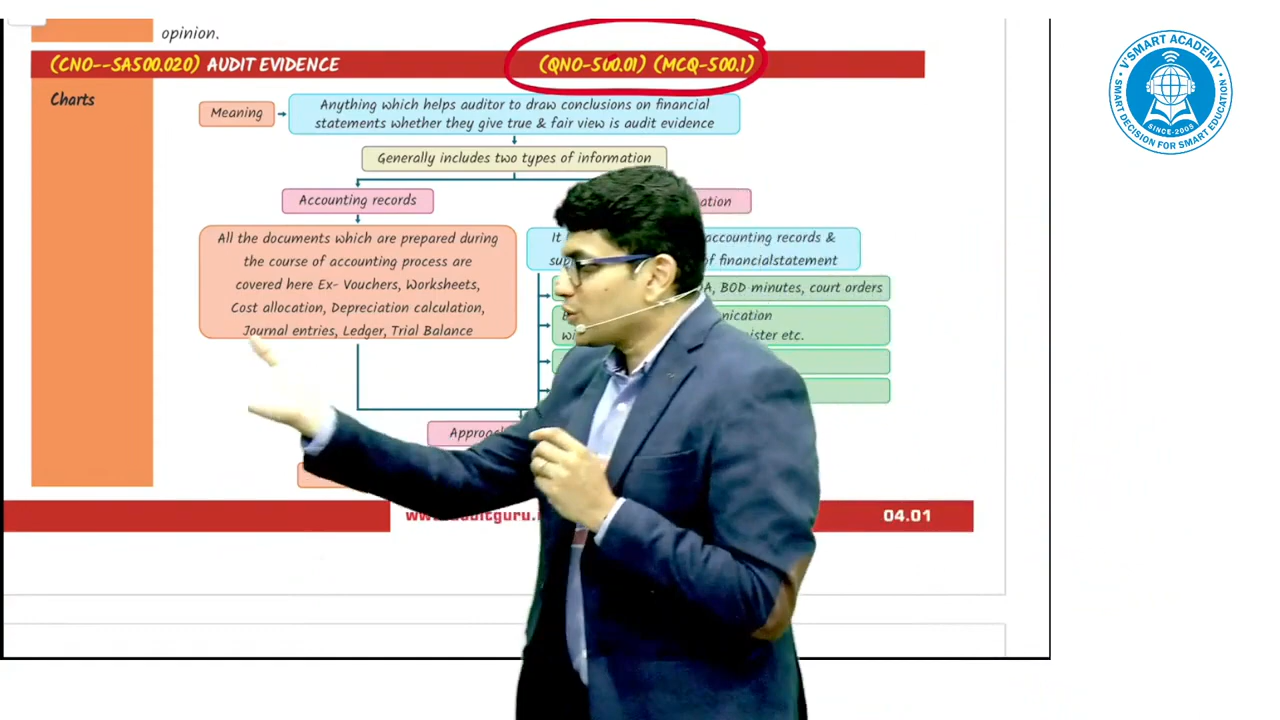 opinion.
(CNO--SA500.020) AUDIT EVIDENCE (QNO-500.01) (MCQ-500.1)
Charts
Meaning
Anything which helps auditor to draw conclusions on financial
statements whether they give true & fair view is audit evidence
Generally includes two types of information
Accounting records
All the documents which are prepared during
the course of accounting process are
covered here Ex- Vouchers, Worksheets,
Cost allocation, Depreciation calculation,
Journal entries, Ledger, Trial Balance
It accounting records &
of financialstatement
BOD minutes, court orders
etc.
04.01
V'SMART ACADEMY
SINCE-2005
SMART DECISION FOR SMART EDUCATION